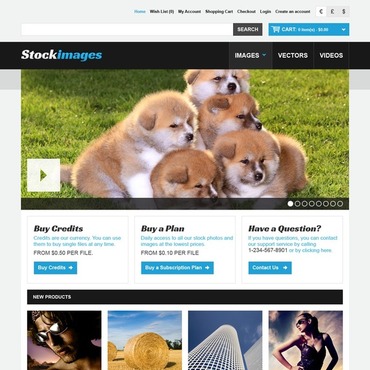 Home Wish List (0) My Account Shopping Cart Checkout Login Create an account € £ $
SEARCH
CART: 0 item(s) - $0.00
Stockimages
IMAGES VECTORS VIDEOS
Buy Credits
Credits are our currency. You can use
them to buy single files at any time.
FROM $0.50 PER FILE.
Buy Credits
Buy a Plan
Daily access to all our stock photos and
images at the lowest prices.
FROM $0.10 PER FILE
Buy a Subscription Plan
Have a Question?
If you have questions, you can contact
our support service by calling
1-234-567-8901 or by clicking here.
Contact Us
NEW PRODUCTS